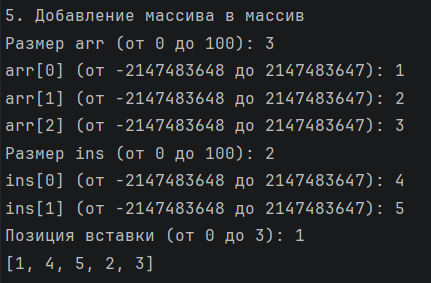 5. Добавление массива в массив
Размер arr (от 0 до 100): 3
arr[0] (от -2147483648 до 2147483647): 1
arr[1] (от -2147483648 до 2147483647): 2
arr[2] (от -2147483648 до 2147483647): 3
Размер ins (от 0 до 100): 2
ins[0] (от -2147483648 до 2147483647): 4
ins[1] (от -2147483648 до 2147483647): 5
Позиция вставки (от 0 до 3): 1
[1, 4, 5, 2, 3]